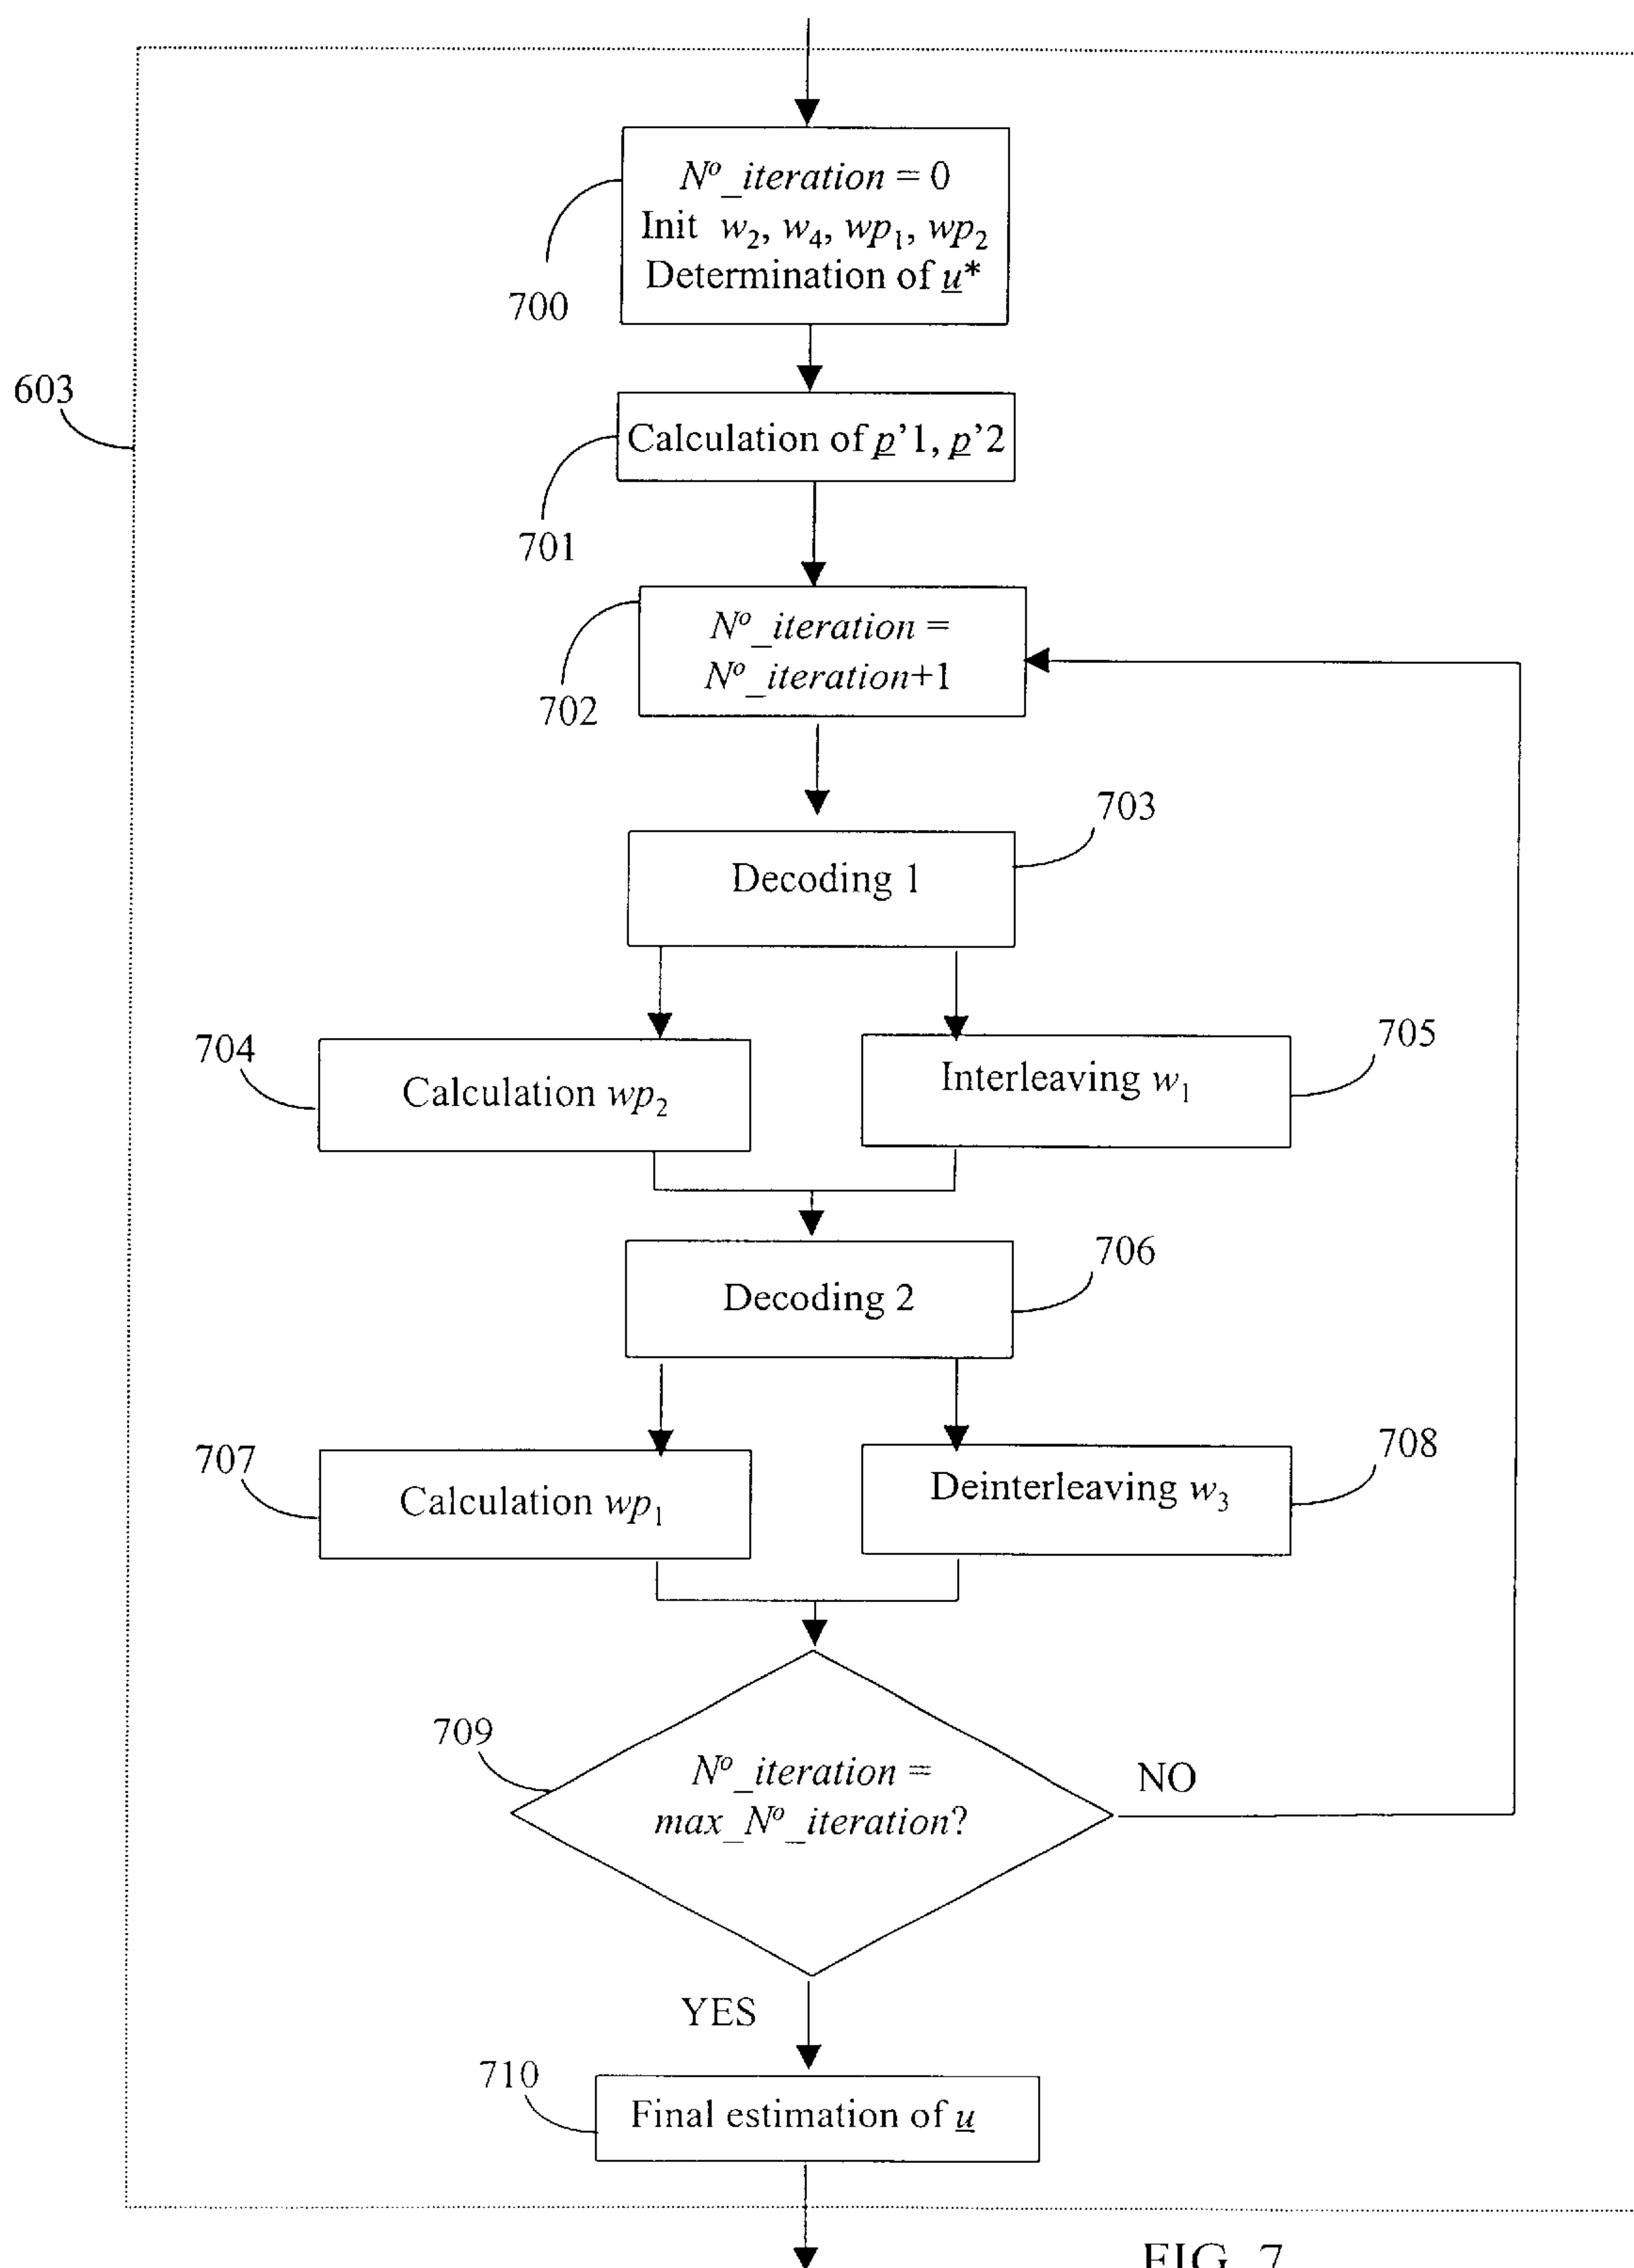 Nº_iteration = 0
Init w₂, w₄, wp₁, wp₂
Determination of u*
700
603
Calculation of p’1, p’2
701
Nº_iteration =
Nº_iteration+1
702
703
Decoding 1
704
Calculation wp₂
705
Interleaving w₁
706
Decoding 2
707
Calculation wp₁
708
Deinterleaving w₃
709
Nº_iteration =
max_Nº_iteration?
NO
YES
710
Final estimation of u
FIG. 7